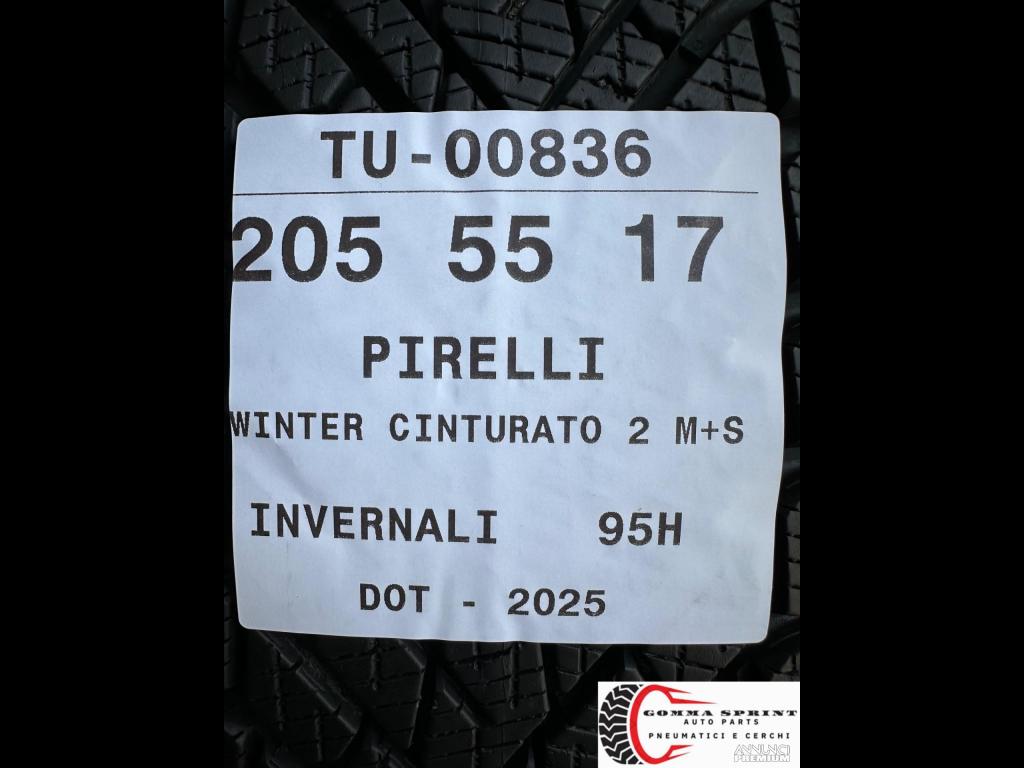 TU-00836
205 55 17
PIRELLI
WINTER CINTURATO 2 M+S
INVERNALI 95H
DOT - 2025
GOMMA SPRINT
AUTO PARTS
PNEUMATICI E CERCHI
ANNUNCI
PREMIUM